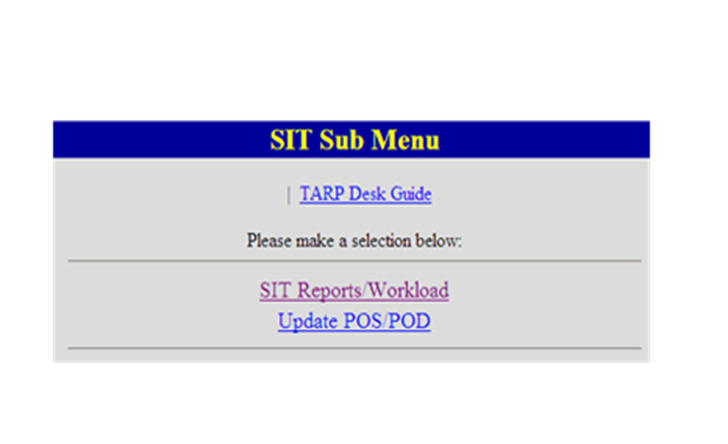 SIT Sub Menu
| TARP Desk Guide
Please make a selection below:
SIT Reports/Workload
Update POS/POD